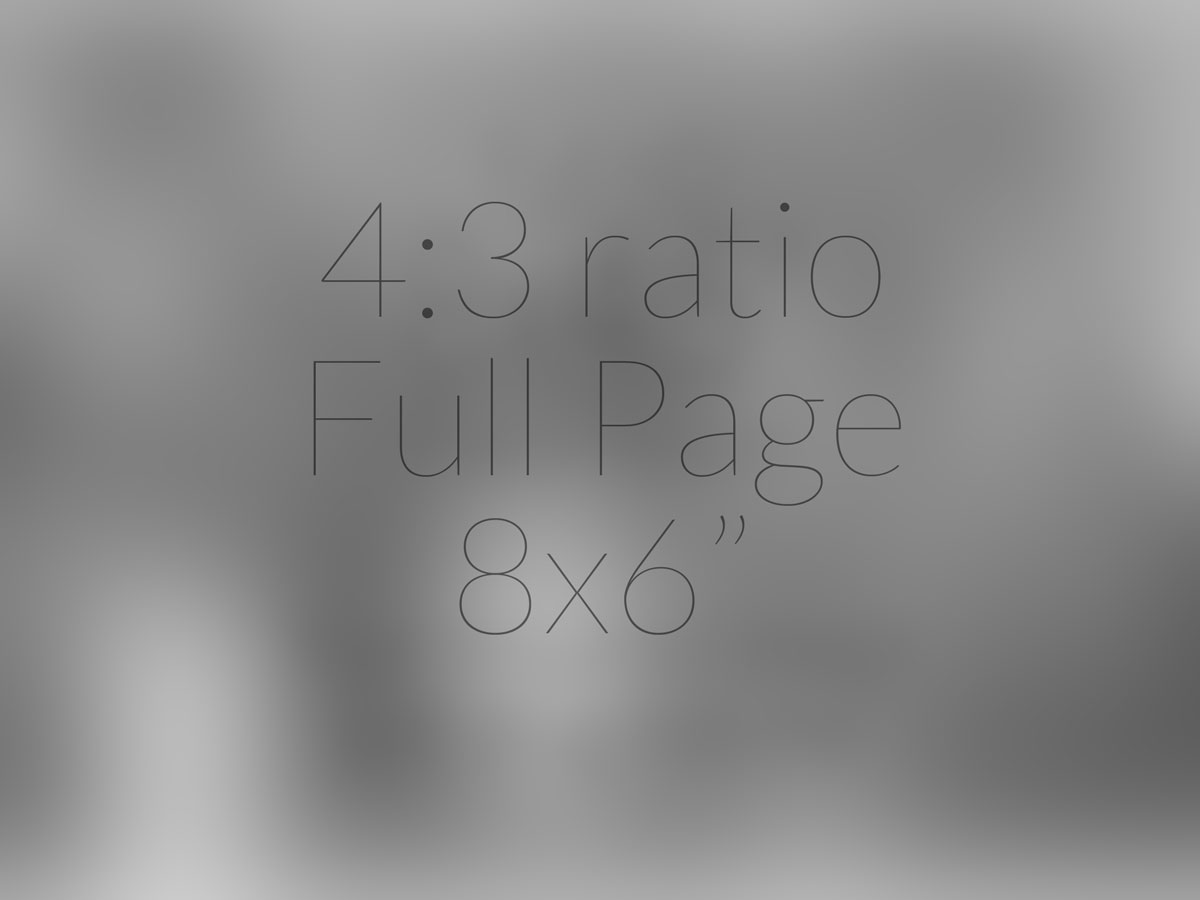 4:3 ratio
Full Page
8x6”